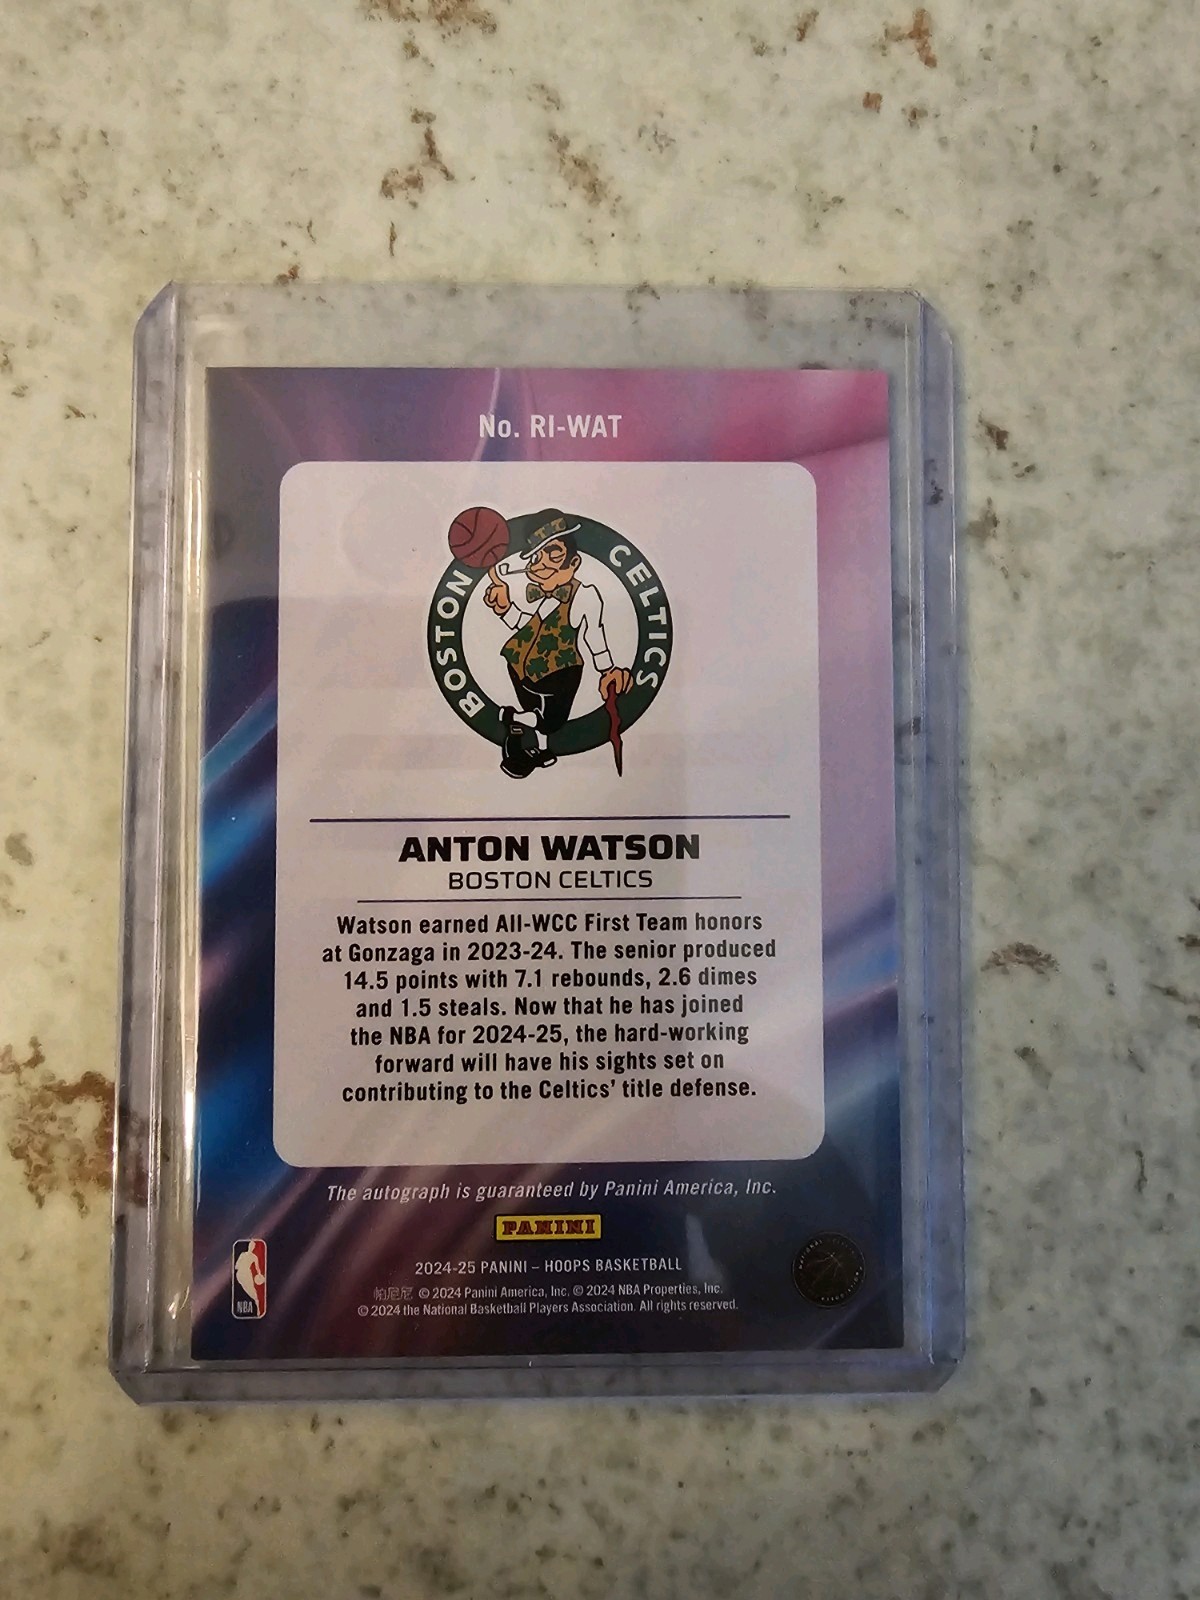 No. RI-WAT
BOSTON CELTICS
ANTON WATSON
BOSTON CELTICS
Watson earned All-WCC First Team honors
at Gonzaga in 2023-24. The senior produced
14.5 points with 7.1 rebounds, 2.6 dimes
and 1.5 steals. Now that he has joined
the NBA for 2024-25, the hard-working
forward will have his sights set on
contributing to the Celtics' title defense.
The autograph is guaranteed by Panini America, Inc.
PANINI
2024-25 PANINI – HOOPS BASKETBALL
帕尼尼 © 2024 Panini America, Inc. © 2024 NBA Properties, Inc.
© 2024 the National Basketball Players Association. All rights reserved.
NBA